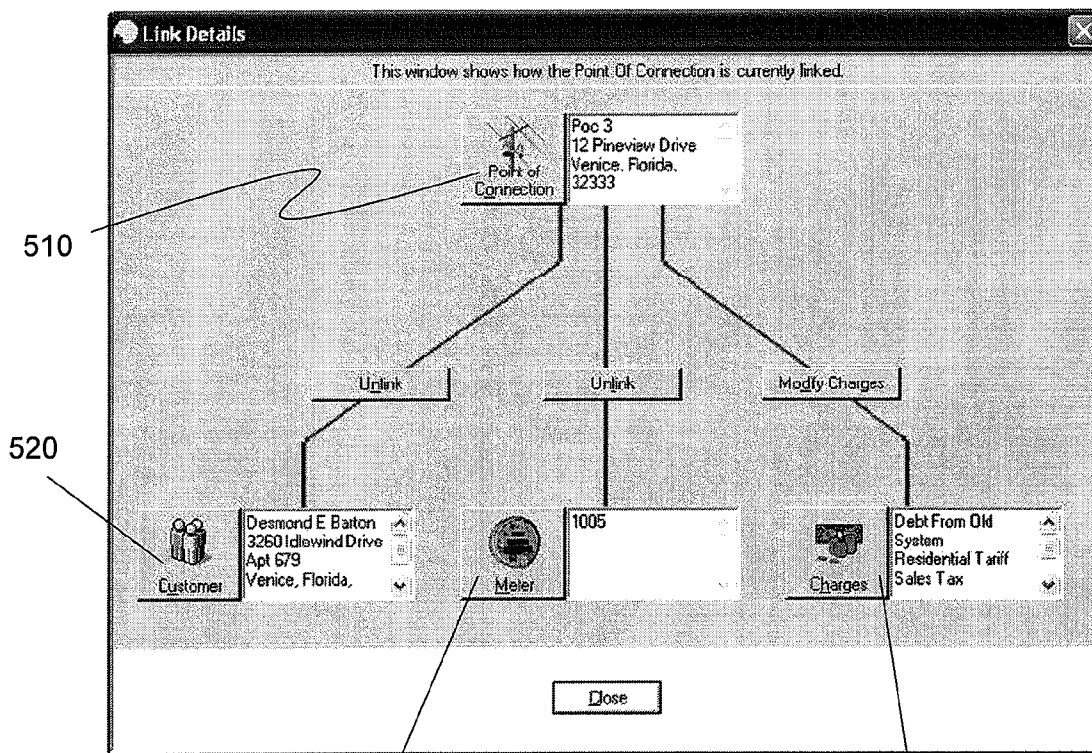 Link Details
This window shows how the Point Of Connection is currently linked.
Point of
Connection
Poc 3
12 Pineview Drive
Venice, Florida,
32333
510
Unlink
Unlink
Modify Charges
520
Customer
Desmond E Barton
3260 Idlewind Drive
Apt 679
Venice, Florida,
Meter
1005
Charges
Debt From Old
System
Residential Tariff
Sales Tax
Close